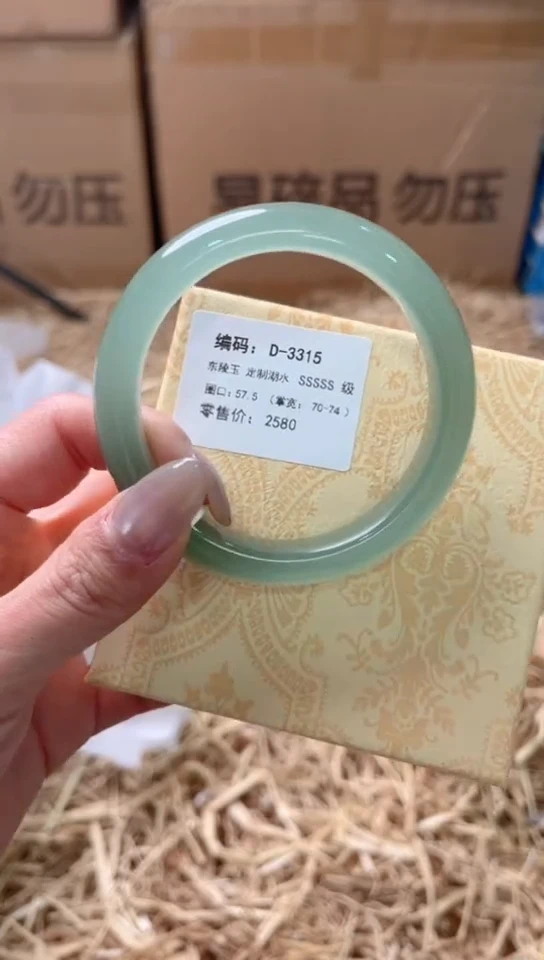 勿压
易碎品 勿压
编码: D-3315
东陵玉 定制湖水 SSSSS 级
圈口: 57.5 (掌宽: 70-74 )
零售价: 2580